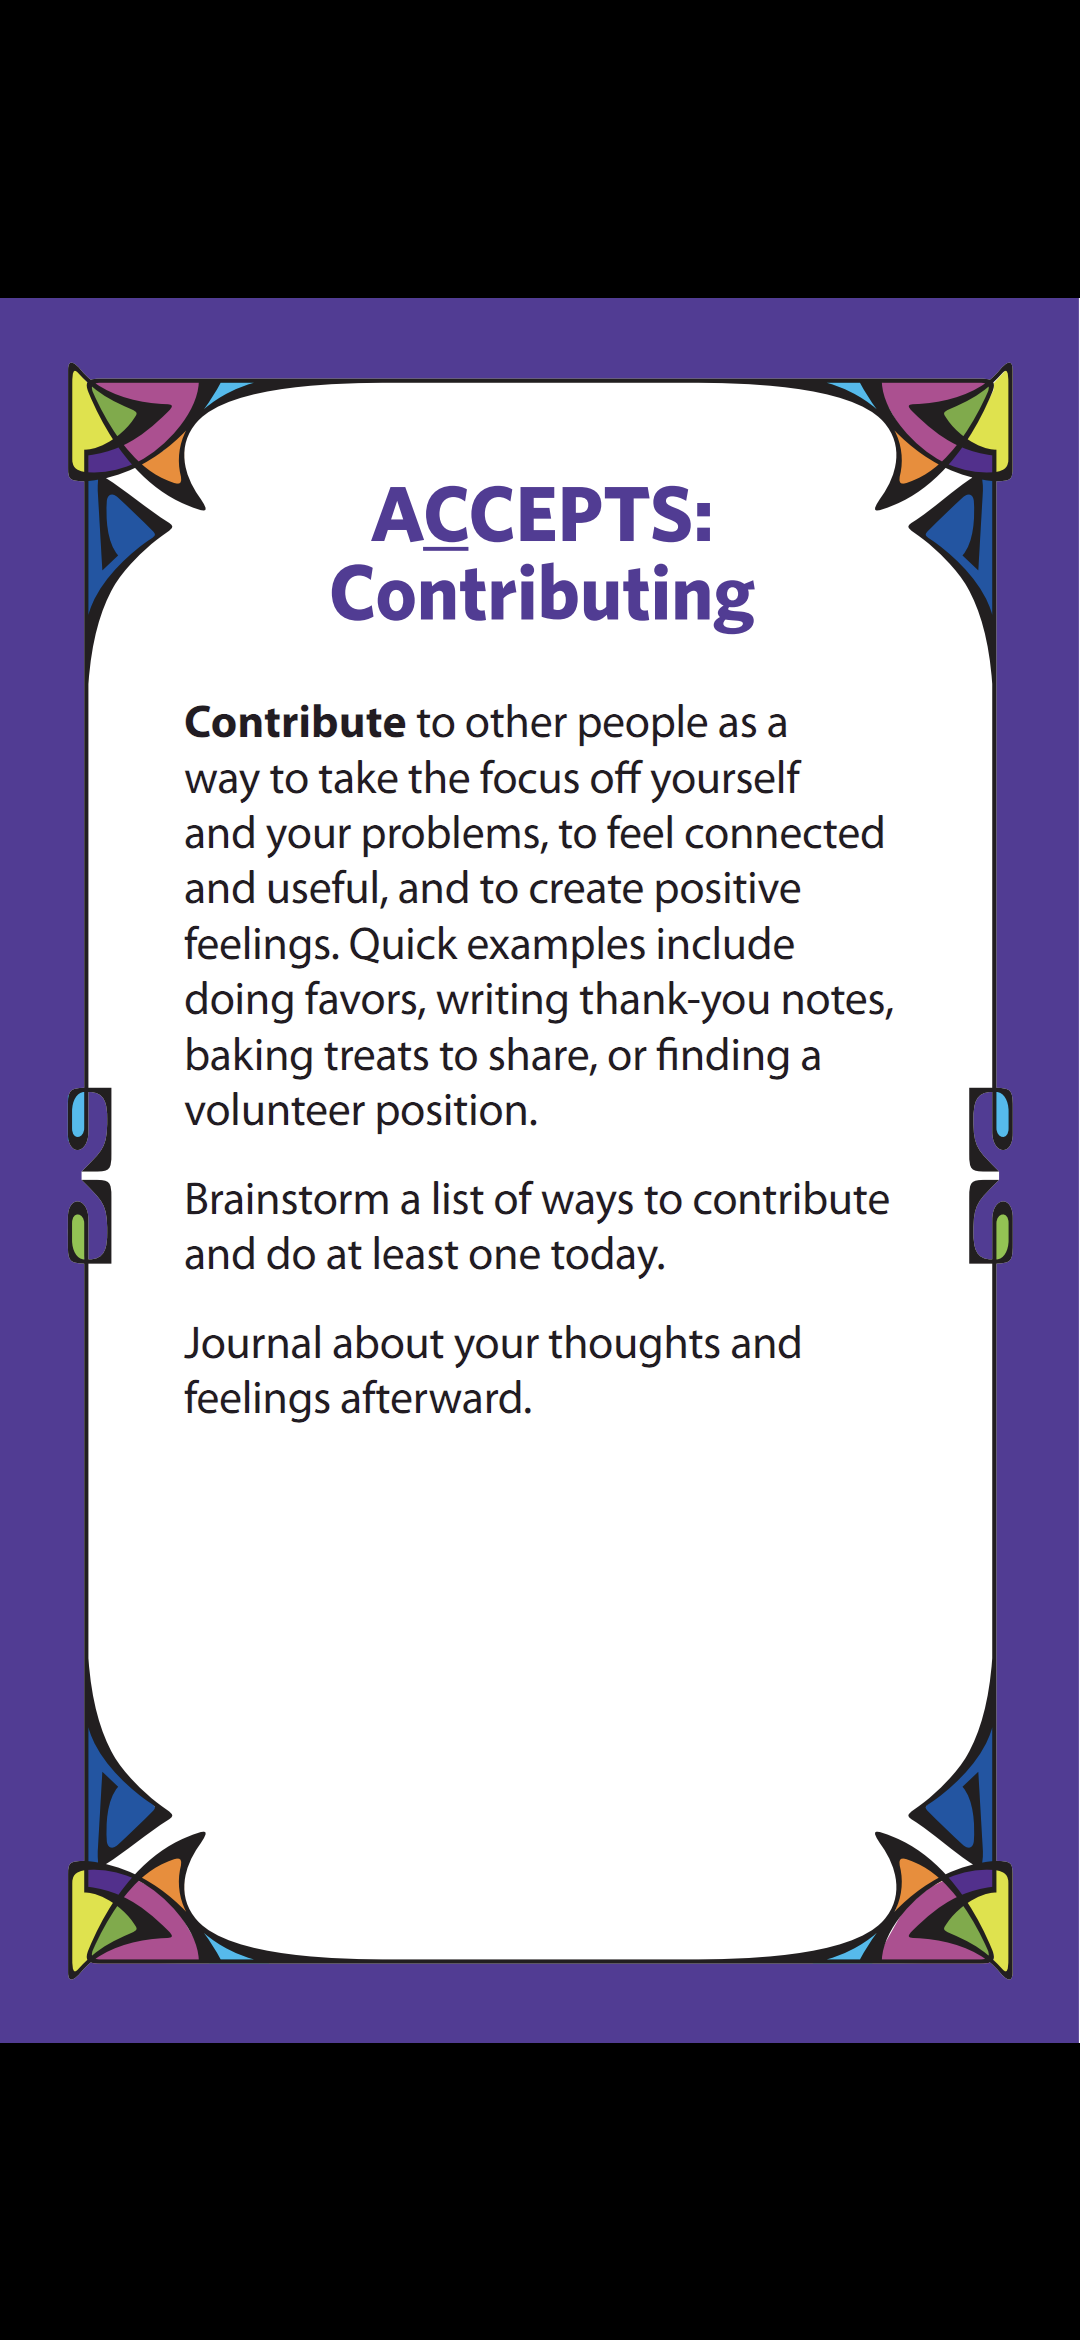 ACCEPTS:
Contributing
Contribute to other people as a
way to take the focus off yourself
and your problems, to feel connected
and useful, and to create positive
feelings. Quick examples include
doing favors, writing thank-you notes,
baking treats to share, or finding a
volunteer position.
Brainstorm a list of ways to contribute
and do at least one today.
Journal about your thoughts and
feelings afterward.